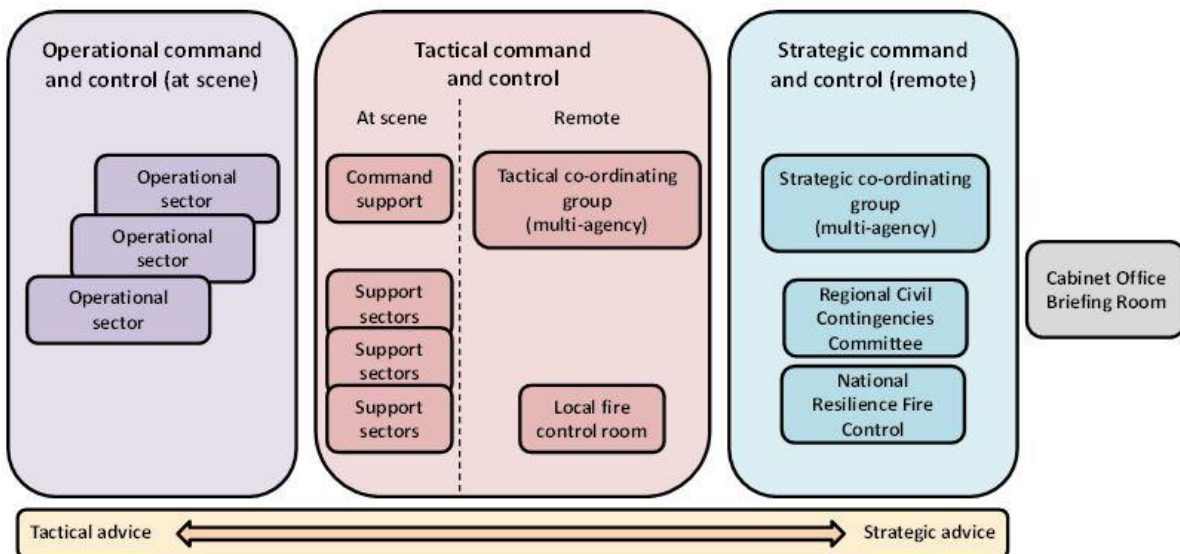 Operational command
and control (at scene)
Operational
sector
Operational
sector
Operational
sector
Tactical command
and control
At scene
Remote
Command
support
Tactical co-ordinating
group
(multi-agency)
Support
sectors
Support
sectors
Support
sectors
Local fire
control room
Strategic command
and control (remote)
Strategic co-ordinating
group
(multi-agency)
Regional Civil
Contingencies
Committee
National
Resilience Fire
Control
Cabinet Office
Briefing Room
Tactical advice
Strategic advice